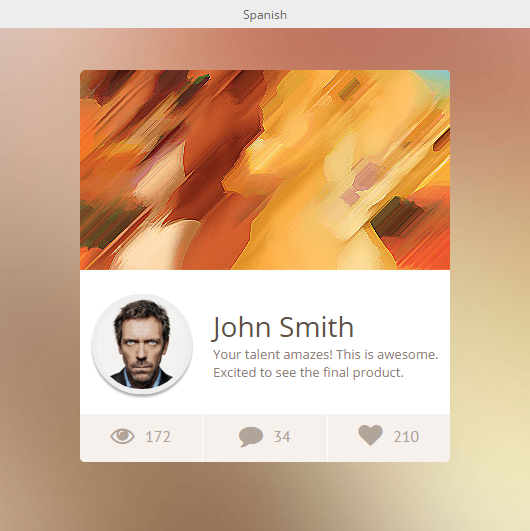 Spanish
John Smith
Your talent amazes! This is awesome.
Excited to see the final product.
172
34
210